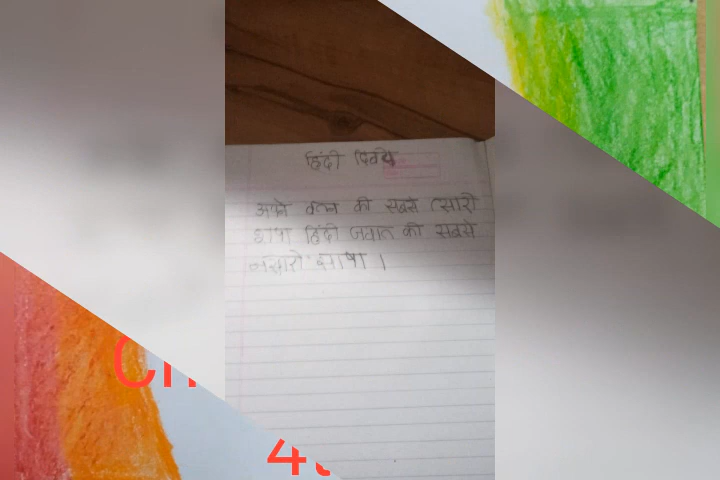 हिंदी दिवस
अपने वतन की सबसे प्यारी
भाषा हिंदी जगत की सबसे
भाषा ।